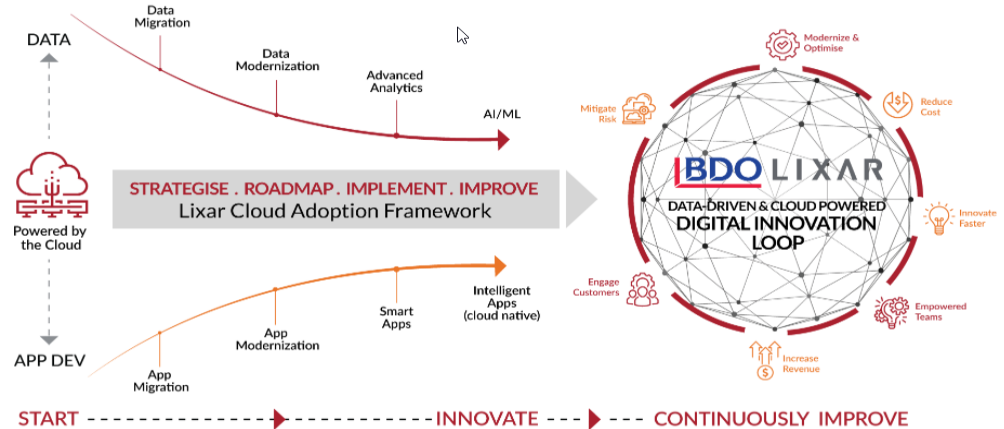 DATA
Data
Migration
Data
Modernization
Advanced
Analytics
AI/ML
Powered by
the Cloud
STRATEGISE . ROADMAP . IMPLEMENT . IMPROVE
Lixar Cloud Adoption Framework
APP DEV
App
Migration
App
Modernization
Smart
Apps
Intelligent
Apps
(cloud native)
Modernize &
Optimise
Mitigate
Risk
Reduce
Cost
BDO LIXAR
DATA-DRIVEN & CLOUD POWERED
DIGITAL INNOVATION
LOOP
Innovate
Faster
Engage
Customers
Empowered
Teams
Increase
Revenue
START
INNOVATE
CONTINUOUSLY IMPROVE